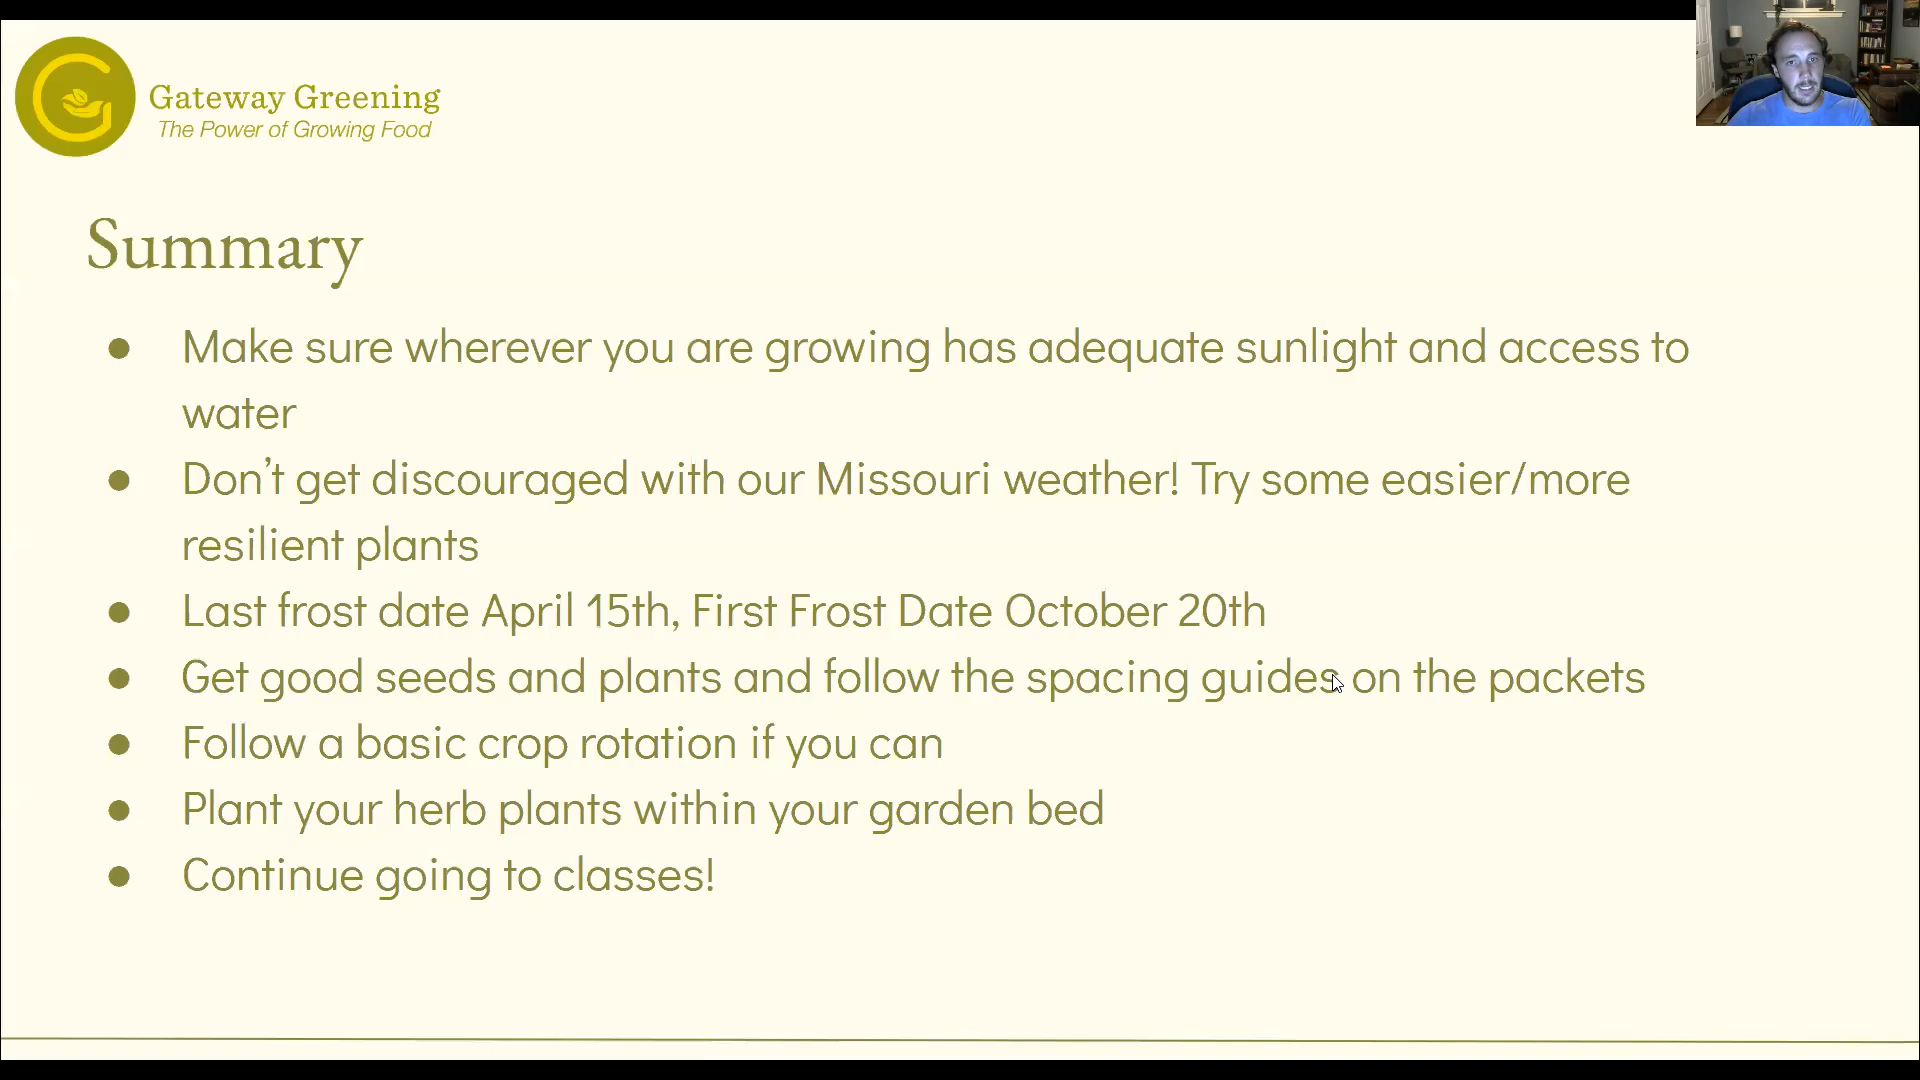 Gateway Greening
The Power of Growing Food
Summary
● Make sure wherever you are growing has adequate sunlight and access to
water
● Don’t get discouraged with our Missouri weather! Try some easier/more
resilient plants
● Last frost date April 15th, First Frost Date October 20th
● Get good seeds and plants and follow the spacing guides on the packets
● Follow a basic crop rotation if you can
● Plant your herb plants within your garden bed
● Continue going to classes!